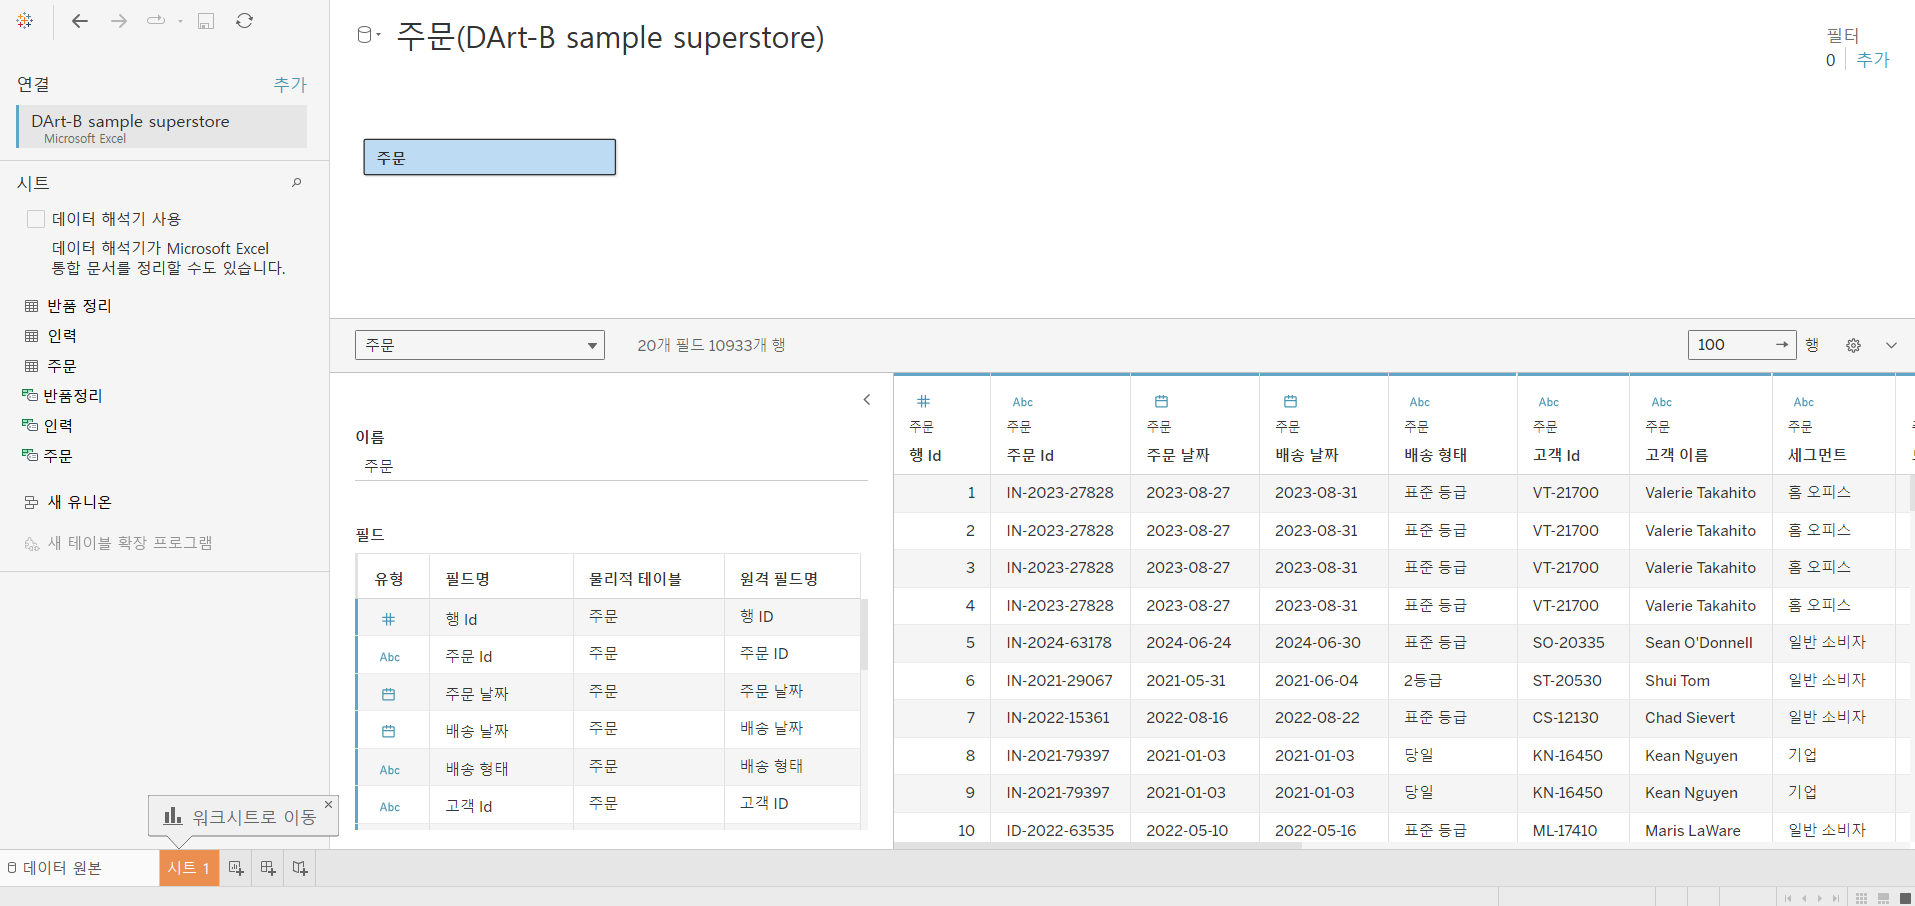 주문(DArt-B sample superstore)
필터
0 추가
연결 추가
DArt-B sample superstore
Microsoft Excel
시트
데이터 해석기 사용
데이터 해석기가 Microsoft Excel
통합 문서를 정리할 수도 있습니다.
반품 정리
인력
주문
반품정리
인력
주문
새 유니온
새 테이블 확장 프로그램
주문
주문 20개 필드 10933개 행 100 → 행
이름
주문
필드
유형 필드명 물리적 테이블 원격 필드명
행 Id 주문 행 ID
Abc 주문 Id 주문 주문 ID
주문 날짜 주문 주문 날짜
배송 날짜 주문 배송 날짜
Abc 배송 형태 주문 배송 형태
Abc 고객 Id 주문 고객 ID
# Abc Abc Abc Abc Abc
주문 주문 주문 주문 주문 주문 주문 주문
행 Id 주문 Id 주문 날짜 배송 날짜 배송 형태 고객 Id 고객 이름 세그먼트
1 IN-2023-27828 2023-08-27 2023-08-31 표준 등급 VT-21700 Valerie Takahito 홈 오피스
2 IN-2023-27828 2023-08-27 2023-08-31 표준 등급 VT-21700 Valerie Takahito 홈 오피스
3 IN-2023-27828 2023-08-27 2023-08-31 표준 등급 VT-21700 Valerie Takahito 홈 오피스
4 IN-2023-27828 2023-08-27 2023-08-31 표준 등급 VT-21700 Valerie Takahito 홈 오피스
5 IN-2024-63178 2024-06-24 2024-06-30 표준 등급 SO-20335 Sean O'Donnell 일반 소비자
6 IN-2021-29067 2021-05-31 2021-06-04 2등급 ST-20530 Shui Tom 일반 소비자
7 IN-2022-15361 2022-08-16 2022-08-22 표준 등급 CS-12130 Chad Sievert 일반 소비자
8 IN-2021-79397 2021-01-03 2021-01-03 당일 KN-16450 Kean Nguyen 기업
9 IN-2021-79397 2021-01-03 2021-01-03 당일 KN-16450 Kean Nguyen 기업
10 ID-2022-63535 2022-05-10 2022-05-16 표준 등급 ML-17410 Maris LaWare 일반 소비자
워크시트로 이동
데이터 원본 시트 1